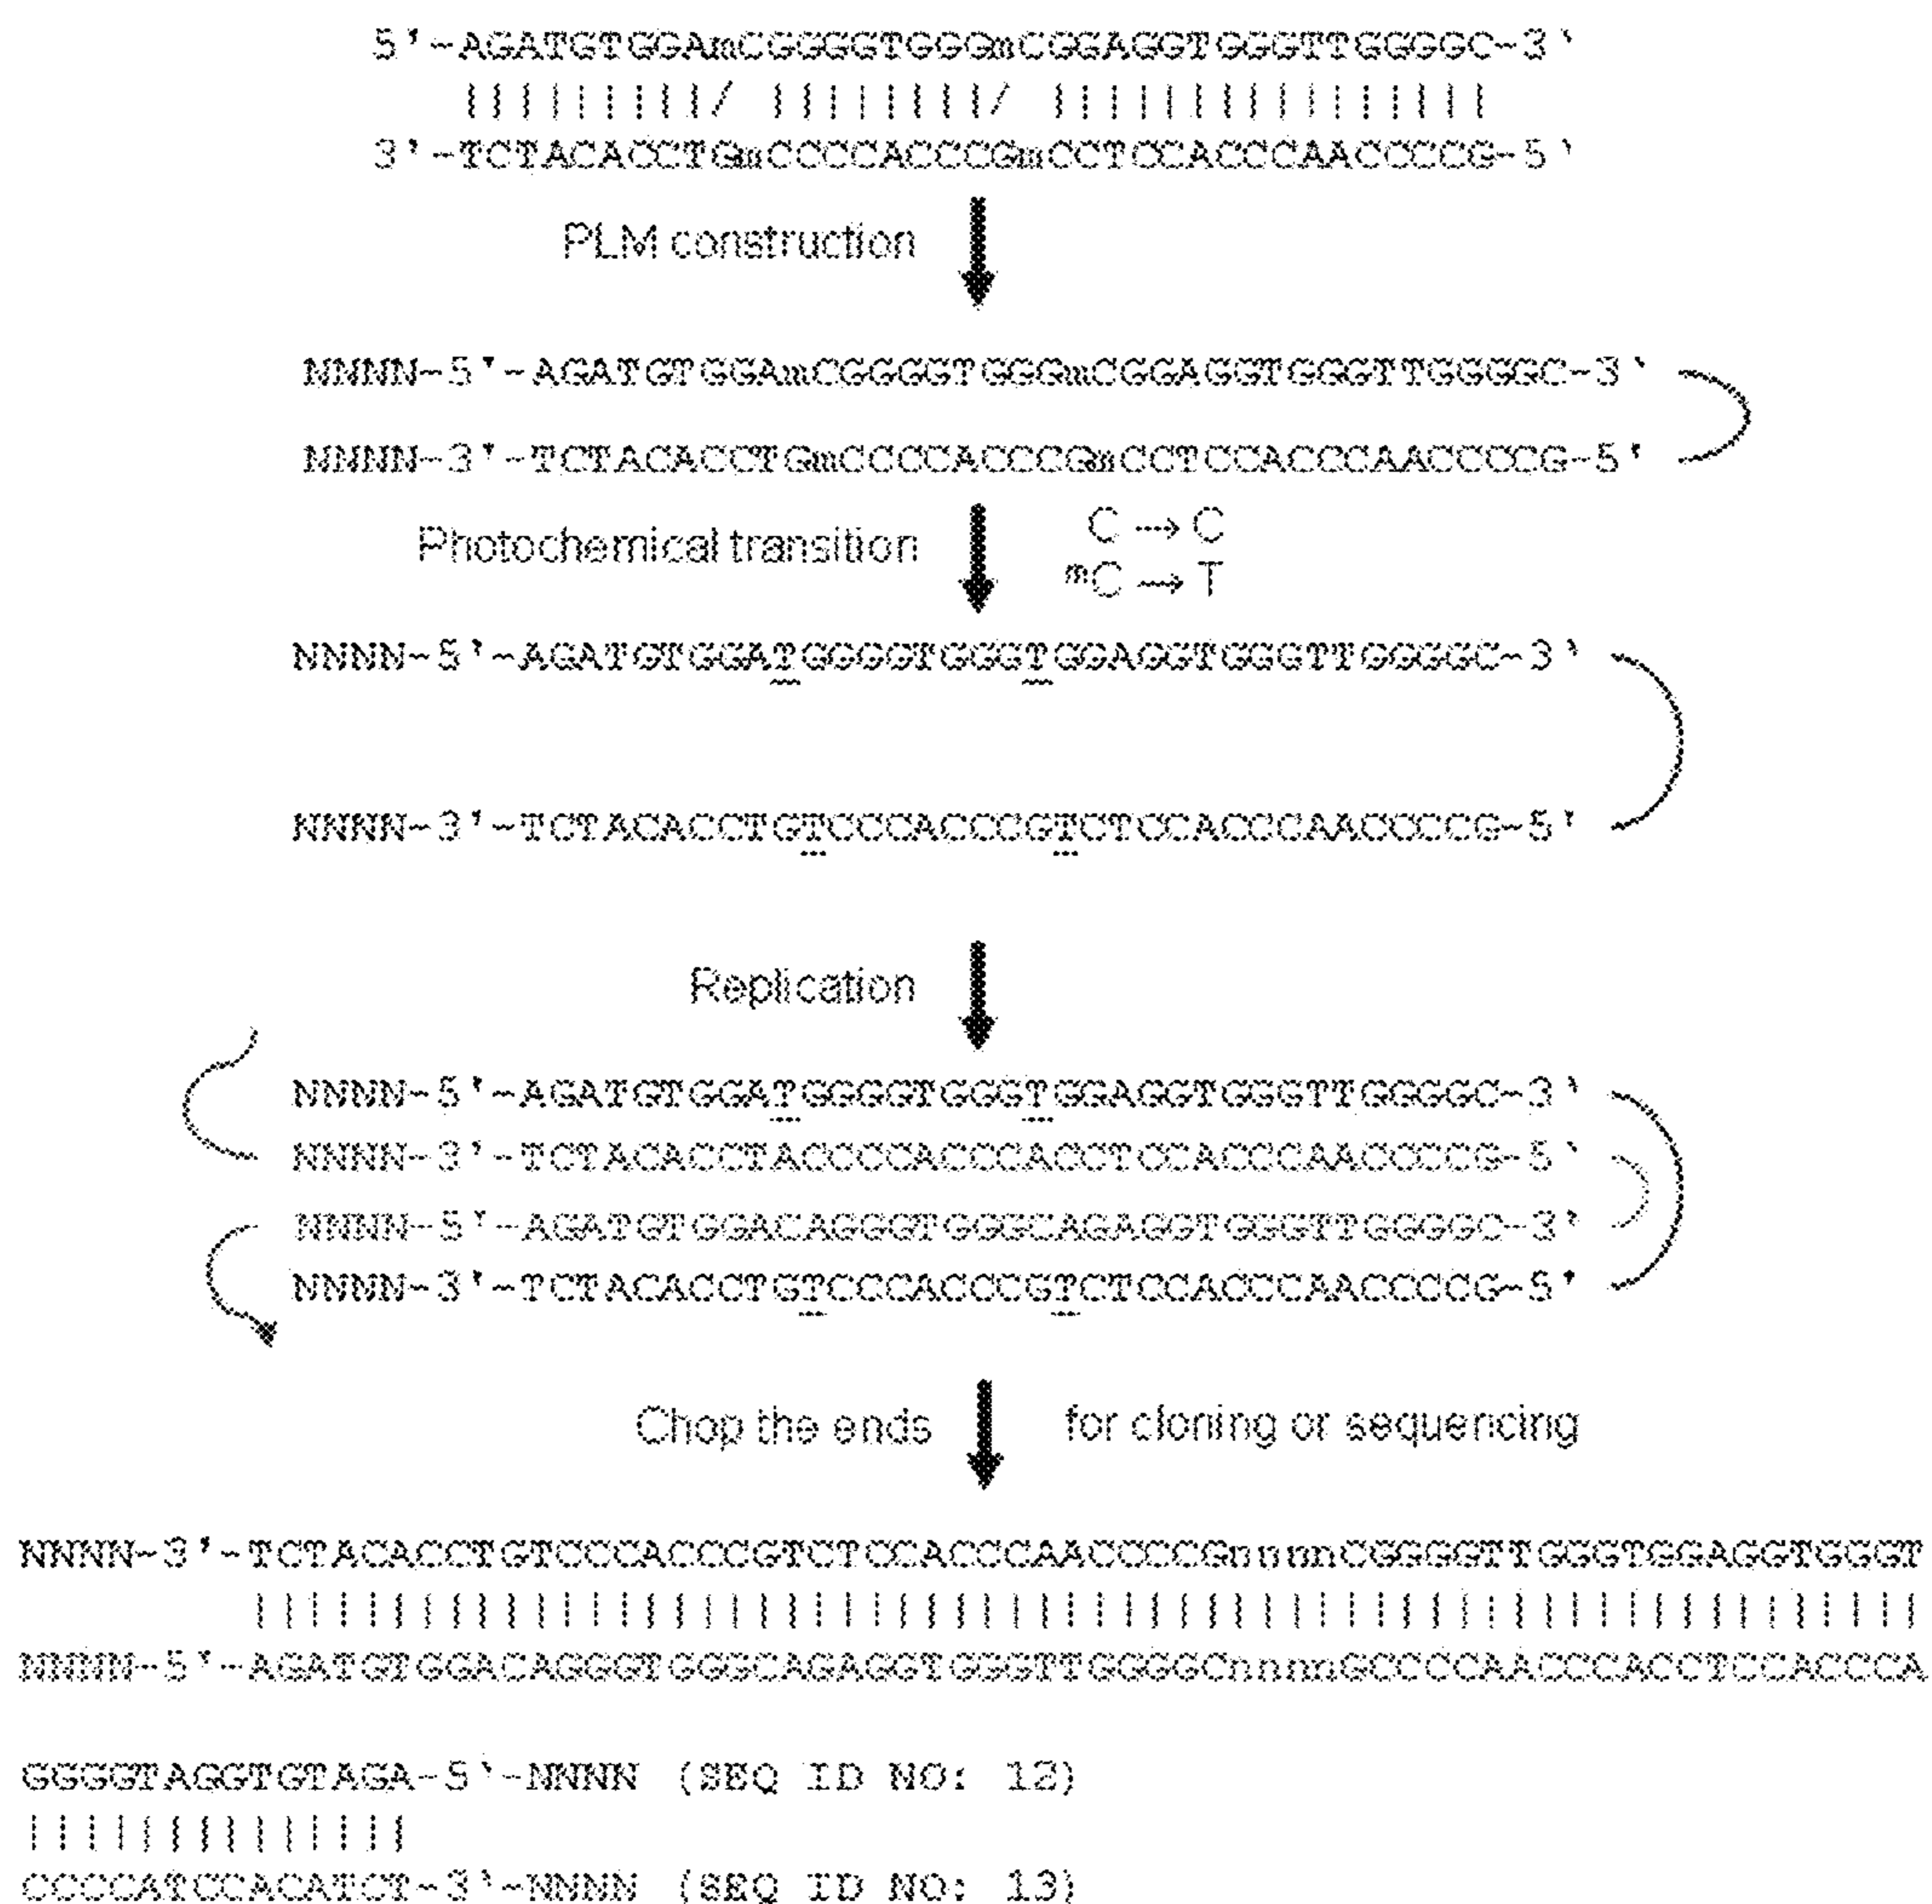 5'-AGATGTGGAmCGGGGTGGGmCGGAGGTGGGTTGGGGC-3'
3'-TCTACACCTGmCCCCACCCGmCCTCCACCCAACCCCG-5'
PLM construction
NNNN-5'-AGATGTGGAmCGGGGTGGGmCGGAGGTGGGTTGGGGC-3'
NNNN-3'-TCTACACCTGmCCCCACCCGmCCTCCACCCAACCCCG-5'
Photochemical transition
C → C
mC → T
NNNN-5'-AGATGTGGATGGGGTGGGTGGAGGTGGGTTGGGGC-3'
NNNN-3'-TCTACACCTGTCCCACCCGTCTCCACCCAACCCCG-5'
Replication
NNNN-5'-AGATGTGGATGGGGTGGGTGGAGGTGGGTTGGGGC-3'
NNNN-3'-TCTACACCTACCCCACCCACCTCCACCCAACCCCG-5'
NNNN-5'-AGATGTGGACAGGGTGGGCAGAGGTGGGTTGGGGC-3'
NNNN-3'-TCTACACCTGTCCCACCCGTCTCCACCCAACCCCG-5'
Chop the ends for cloning or sequencing
NNNN-3'-TCTACACCTGTCCCACCCGTCTCCACCCAACCCCGnnnnCGGGGTTGGGTGGAGGTGGGT
NNNN-5'-AGATGTGGACAGGGTGGGCAGAGGTGGGTTGGGGCnnnnGCCCCAACCCACCTCCACCCA
GGGGTAGGTGTAGA-5'-NNNN (SEQ ID NO: 12)
CCCCATCCACATCT-3'-NNNN (SEQ ID NO: 13)